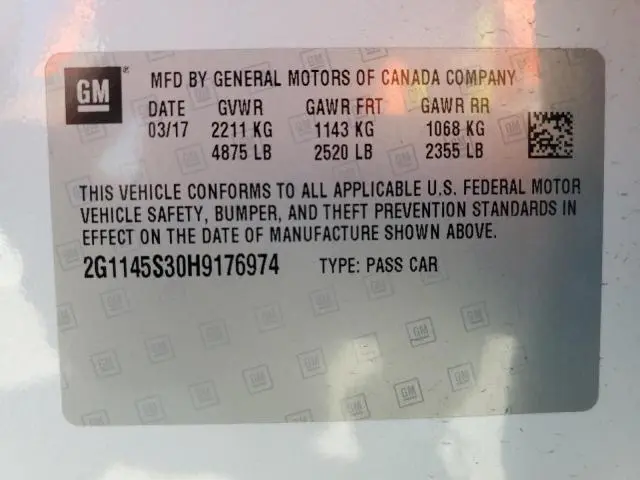 GM ® MFD BY GENERAL MOTORS OF CANADA COMPANY
DATE GVWR GAWR FRT GAWR RR
03/17 2211 KG 1143 KG 1068 KG
4875 LB 2520 LB 2355 LB
THIS VEHICLE CONFORMS TO ALL APPLICABLE U.S. FEDERAL MOTOR
VEHICLE SAFETY, BUMPER, AND THEFT PREVENTION STANDARDS IN
EFFECT ON THE DATE OF MANUFACTURE SHOWN ABOVE.
2G1145S30H9176974 TYPE: PASS CAR